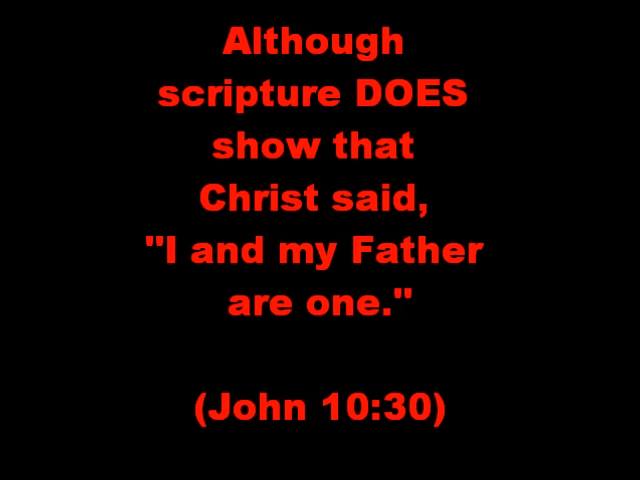 Although
scripture DOES
show that
Christ said,
"I and my Father
are one."
(John 10:30)